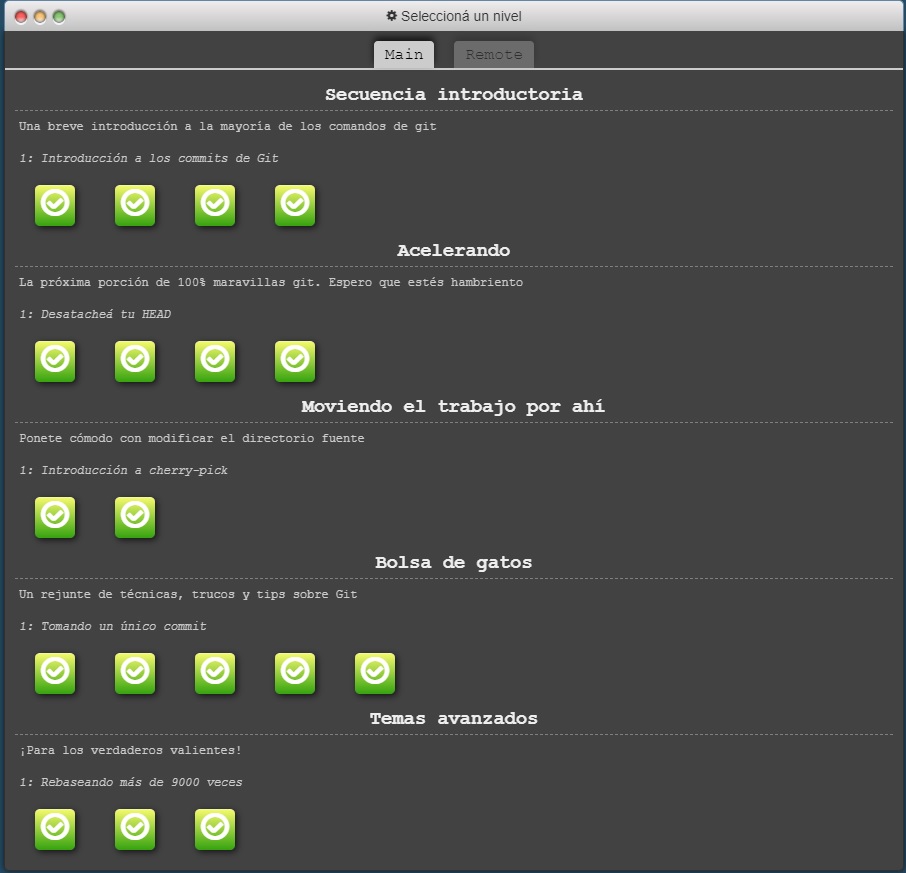 Seleccioná un nivel
Main
Remote
Secuencia introductoria
Una breve introducción a la mayoría de los comandos de git
1: Introducción a los commits de Git
Acelerando
La próxima porción de 100% maravillas git. Espero que estés hambriento
1: Desatacheá tu HEAD
Moviendo el trabajo por ahí
Ponete cómodo con modificar el directorio fuente
1: Introducción a cherry-pick
Bolsa de gatos
Un rejunte de técnicas, trucos y tips sobre Git
1: Tomando un único commit
Temas avanzados
¡Para los verdaderos valientes!
1: Rebaseando más de 9000 veces